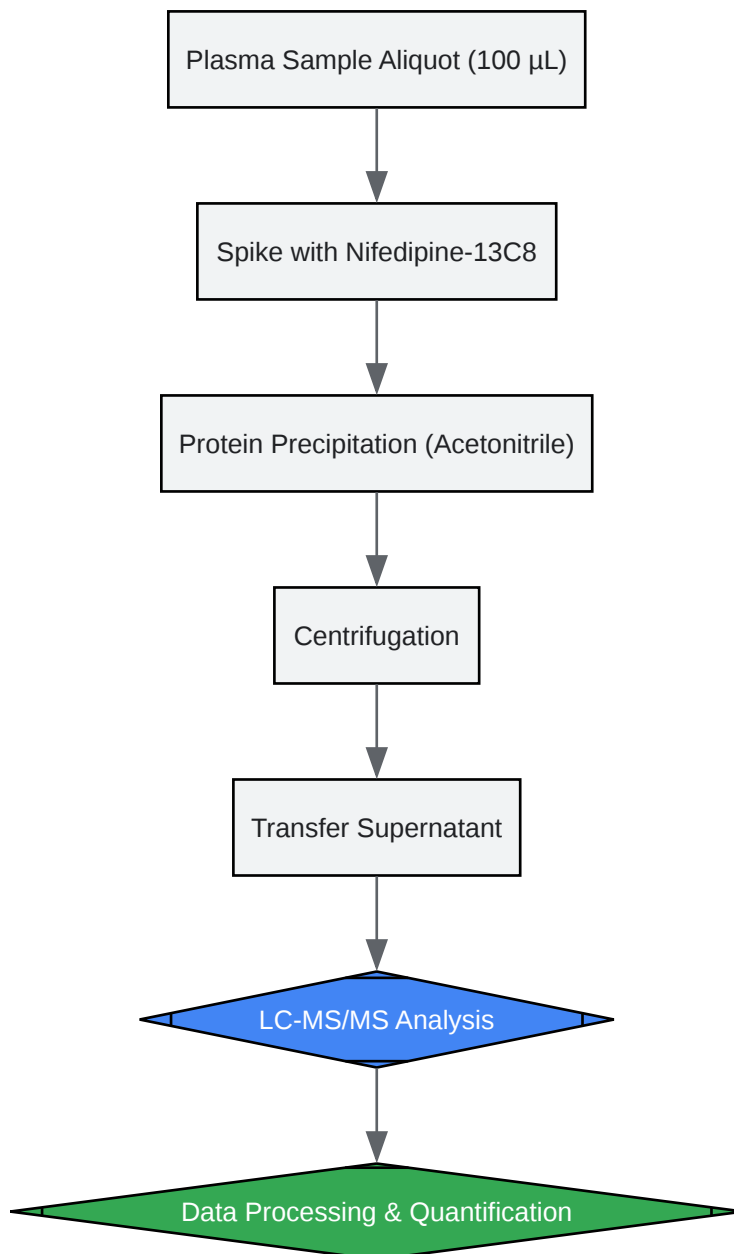 Plasma Sample Aliquot (100 µL)
Spike with Nifedipine-13C8
Protein Precipitation (Acetonitrile)
Centrifugation
Transfer Supernatant
LC-MS/MS Analysis
Data Processing & Quantification